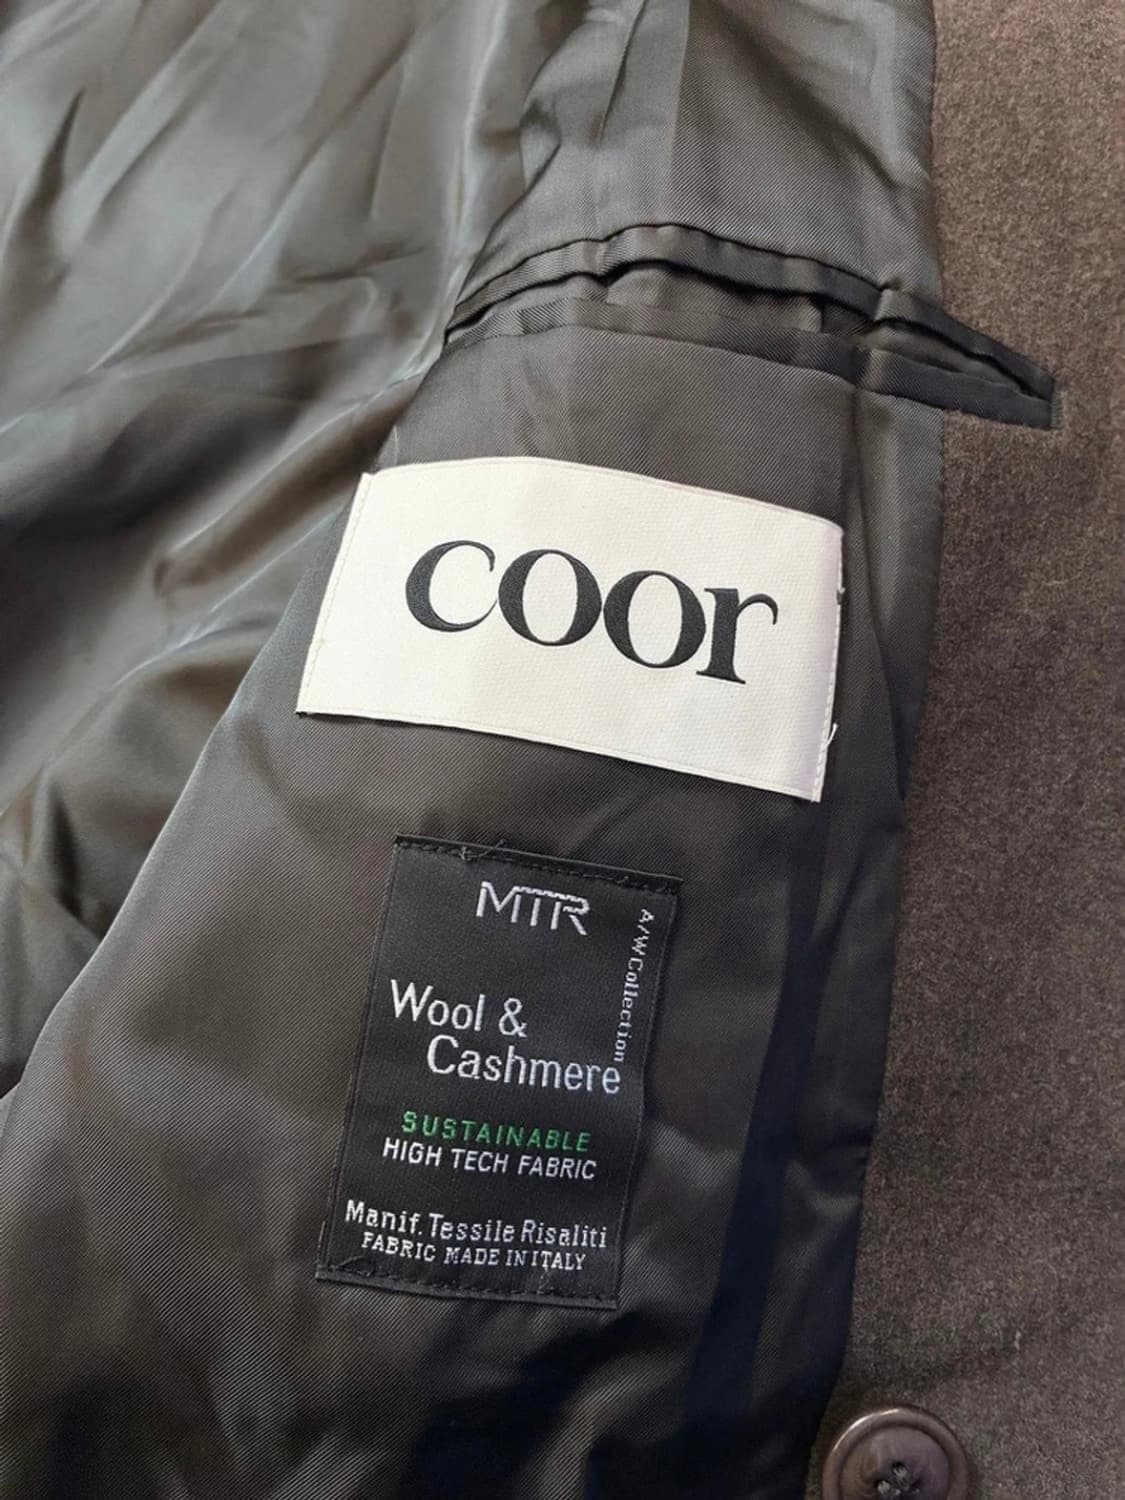 coor
MTR
A/W Collection
Wool &
Cashmere
SUSTAINABLE
HIGH TECH FABRIC
Manif. Tessile Risaliti
FABRIC MADE IN ITALY